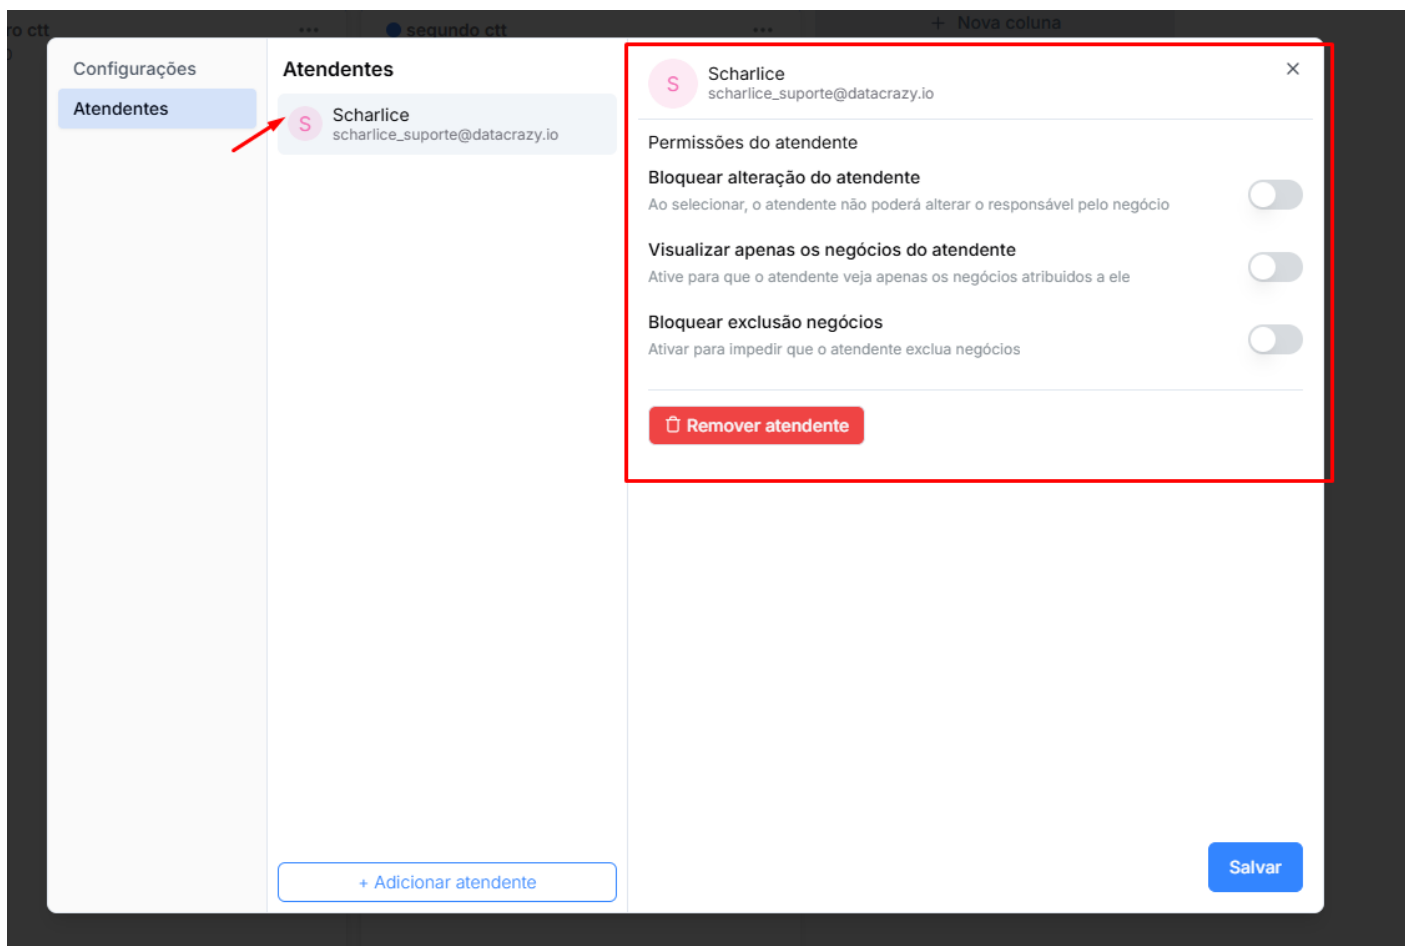 ro ctt
segundo ctt
+ Nova coluna
Configurações
Atendentes
Atendentes
S
Scharlice
scharlice_suporte@datacrazy.io
S
Scharlice
scharlice_suporte@datacrazy.io
Permissões do atendente
Bloquear alteração do atendente
Ao selecionar, o atendente não poderá alterar o responsável pelo negócio
Visualizar apenas os negócios do atendente
Ative para que o atendente veja apenas os negócios atribuidos a ele
Bloquear exclusão negócios
Ativar para impedir que o atendente exclua negócios
Remover atendente
+ Adicionar atendente
Salvar